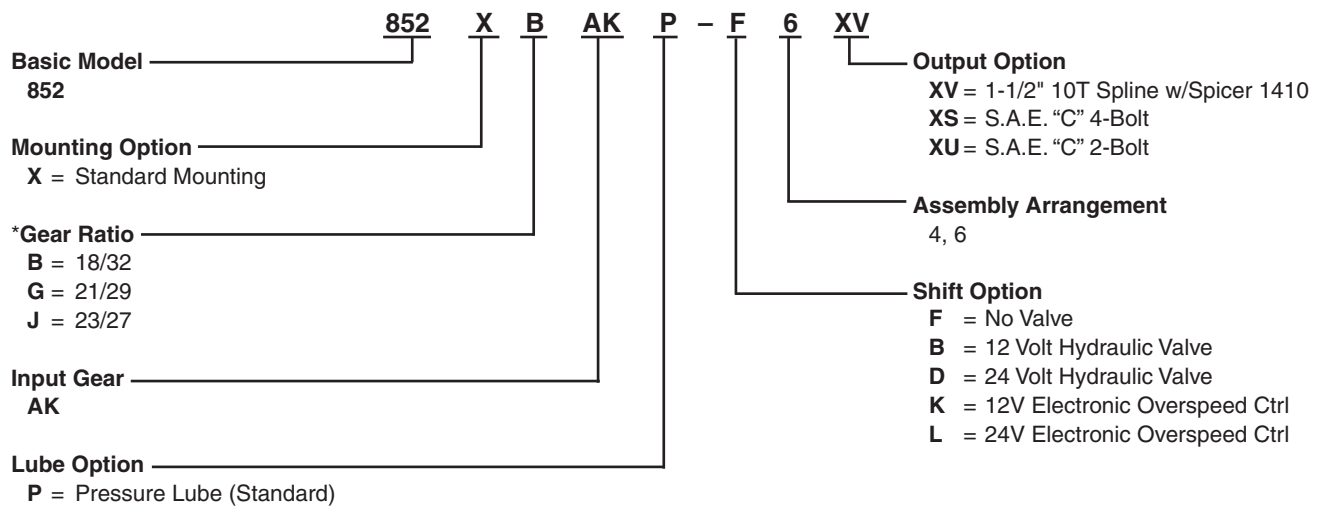 852 X B AK P – F 6 XV
Basic Model
852
Mounting Option
X = Standard Mounting
*Gear Ratio
B = 18/32
G = 21/29
J = 23/27
Input Gear
AK
Lube Option
P = Pressure Lube (Standard)
Output Option
XV = 1-1/2" 10T Spline w/Spicer 1410
XS = S.A.E. “C” 4-Bolt
XU = S.A.E. “C” 2-Bolt
Assembly Arrangement
4, 6
Shift Option
F = No Valve
B = 12 Volt Hydraulic Valve
D = 24 Volt Hydraulic Valve
K = 12V Electronic Overspeed Ctrl
L = 24V Electronic Overspeed Ctrl